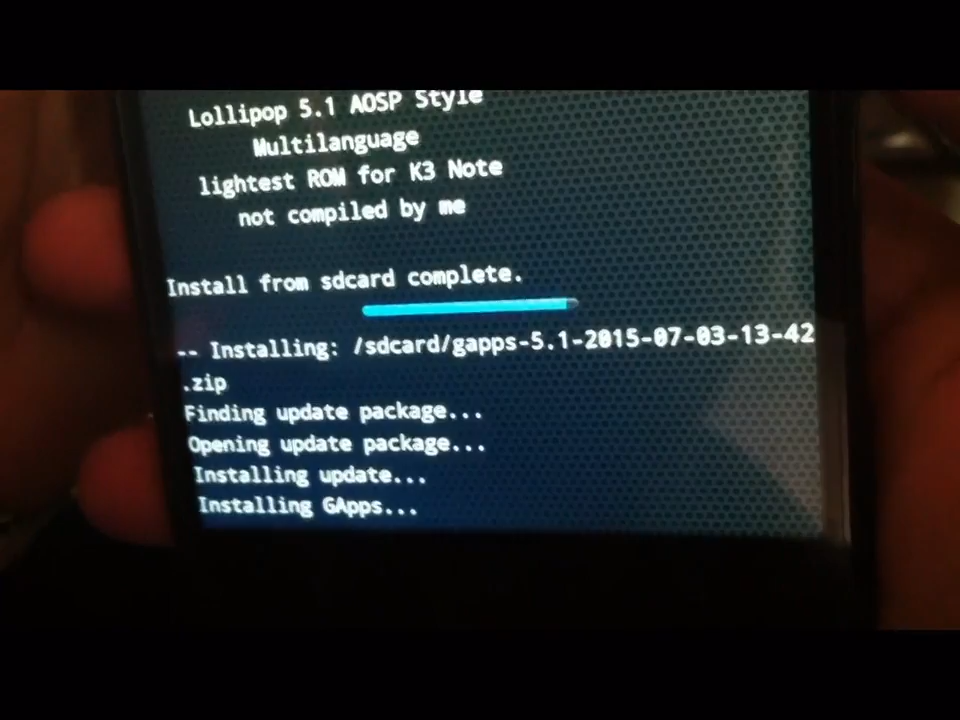 Lollipop 5.1 AOSP Style
Multilanguage
lightest ROM for K3 Note
not compiled by me
Install from sdcard complete.
-- Installing: /sdcard/gapps-5.1-2015-07-03-13-42
.zip
Finding update package...
Opening update package...
Installing update...
Installing GApps...